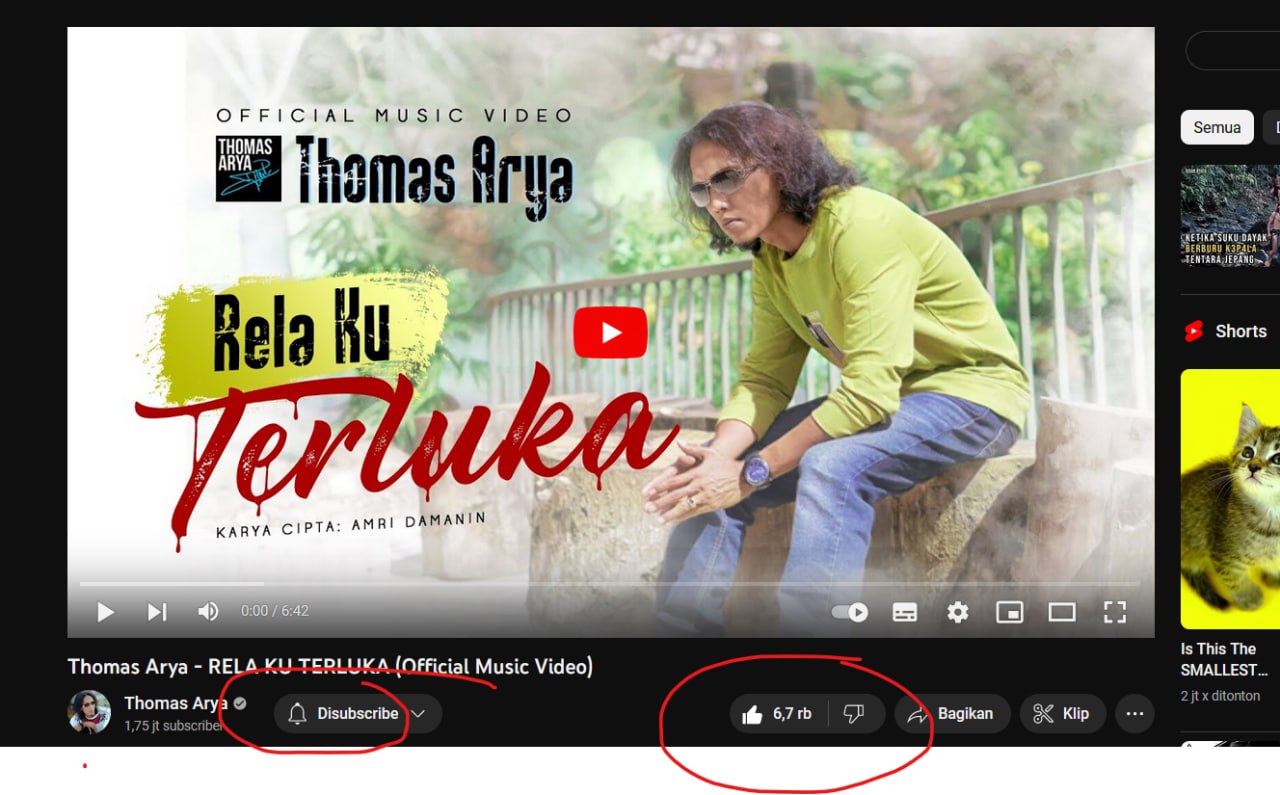 OFFICIAL MUSIC VIDEO
THOMAS
ARYA
Thomas Arya
Rela Ku
Terluka
KARYA CIPTA: AMRI DAMANIN
0:00 / 6:42
Thomas Arya - RELA KU TERLUKA (Official Music Video)
Thomas Arya
1,75 jt subscriber
Disubscribe
6,7 rb
Bagikan
Klip
Semua
KETIKA SUKU DAYAK
BERBURU K3P4LA
TENTARA JEPANG
Shorts
Is This The
SMALLEST…
2 jt x ditonton